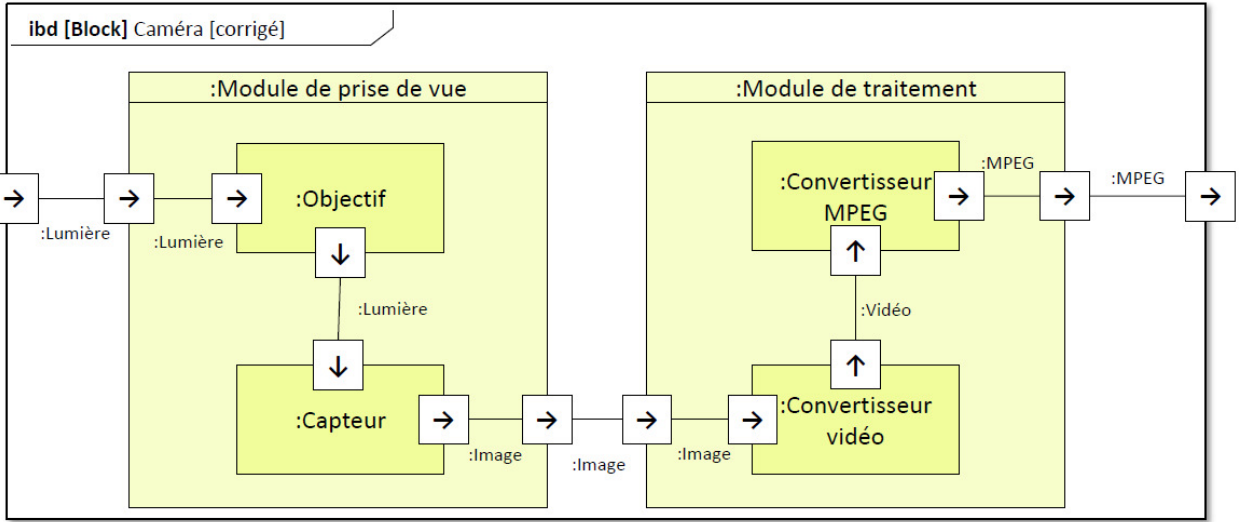 ibd [Block] Caméra [corrigé]
:Module de prise de vue
:Module de traitement
:Objectif
:Convertisseur
MPEG
:MPEG
:MPEG
:Lumière
:Lumière
:Lumière
:Vidéo
:Capteur
:Convertisseur
vidéo
:Image
:Image
:Image